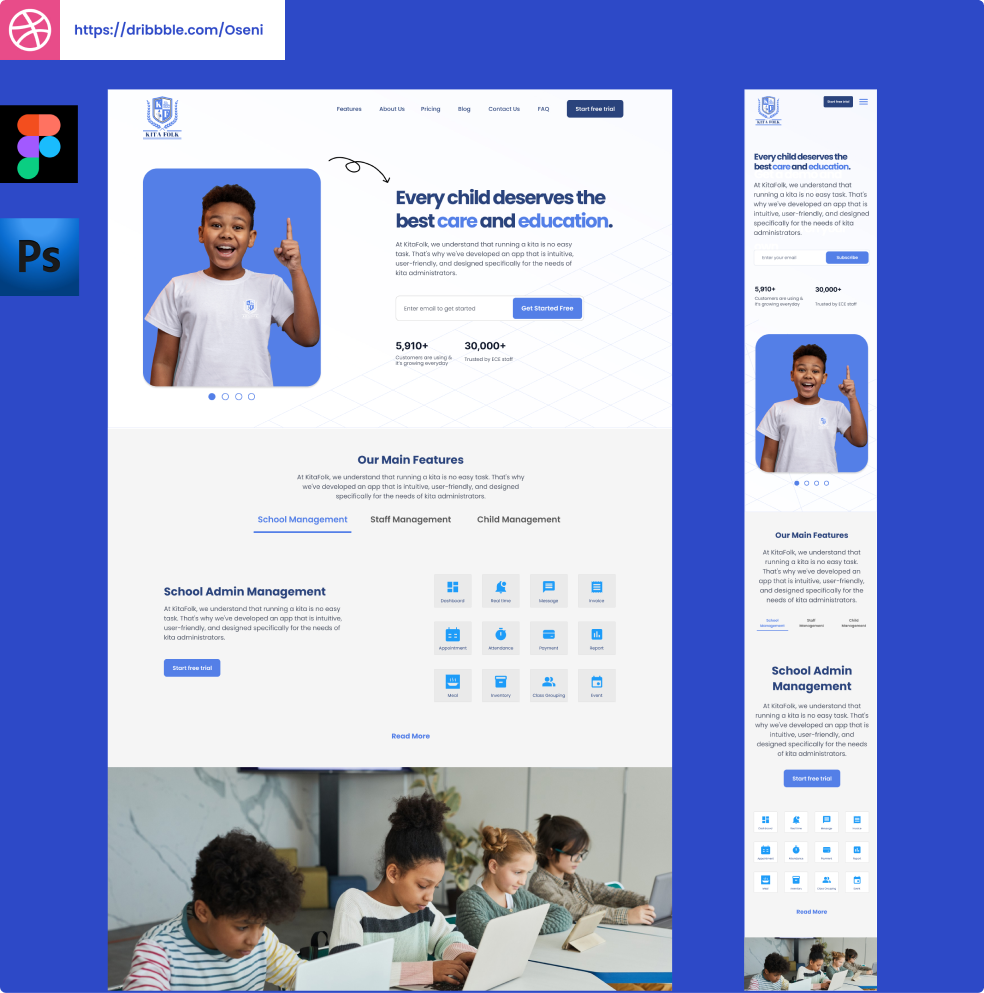 https://dribbble.com/Oseni
Ps
KITA FOLK
Features
About Us
Pricing
Blog
Contact Us
FAQ
Start free trial
Every child deserves the
best care and education.
At KitaFolk, we understand that running a kita is no easy
task. That's why we've developed an app that is intuitive,
user-friendly, and designed specifically for the needs of
kita administrators.
Enter email to get started
Get Started Free
5,910+
Customers are using &
it's growing everyday
30,000+
Trusted by ECE staff
Our Main Features
At KitaFolk, we understand that running a kita is no easy task. That's why
we've developed an app that is intuitive, user-friendly, and designed
specifically for the needs of kita administrators.
School Management
Staff Management
Child Management
School Admin Management
At KitaFolk, we understand that running a kita is no easy
task. That's why we've developed an app that is intuitive,
user-friendly, and designed specifically for the needs of
kita administrators.
Start free trial
Dashboard
Real time
Message
Invoice
Appointment
Attendance
Payment
Report
Meal
Inventory
Class Grouping
Event
Read More
KITA FOLK
Start free trial
Every child deserves the
best care and education.
At KitaFolk, we understand that
running a kita is no easy task. That's
why we've developed an app that is
intuitive, user-friendly, and designed
specifically for the needs of kita
administrators.
Enter your email
Subscribe
5,910+
Customers are using &
it's growing everyday
30,000+
Trusted by ECE staff
Our Main Features
At KitaFolk, we understand that
running a kita is no easy task.
That's why we've developed an
app that is intuitive, user-friendly,
and designed specifically for the
needs of kita administrators.
School
Management
Staff
Management
Child
Management
School Admin
Management
At KitaFolk, we understand that
running a kita is no easy task. That's
why we've developed an app that is
intuitive, user-friendly, and
designed specifically for the needs
of kita administrators.
Start free trial
Dashboard
Real time
Message
Invoice
Appointment
Attendance
Payment
Report
Meal
Inventory
Class Grouping
Event
Read More